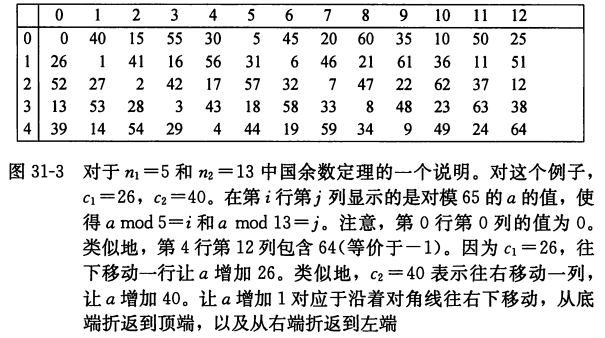 0 1 2 3 4 5 6 7 8 9 10 11 12
0 0 40 15 55 30 5 45 20 60 35 10 50 25
1 26 1 41 16 56 31 6 46 21 61 36 11 51
2 52 27 2 42 17 57 32 7 47 22 62 37 12
3 13 53 28 3 43 18 58 33 8 48 23 63 38
4 39 14 54 29 4 44 19 59 34 9 49 24 64
图 31-3 对于 n₁=5 和 n₂=13 中国余数定理的一个说明。对这个例子，
c₁=26，c₂=40。在第 i 行第 j 列显示的是对模 65 的 a 的值，使
得 a mod 5=i 和 a mod 13=j。注意，第 0 行第 0 列的值为 0。
类似地，第 4 行第 12 列包含 64(等价于-1)。因为 c₁=26，往
下移动一行让 a 增加 26。类似地，c₂=40 表示往右移动一列，
让 a 增加 40。让 a 增加 1 对应于沿着对角线往右下移动，从底
端折返到顶端，以及从右端折返到左端